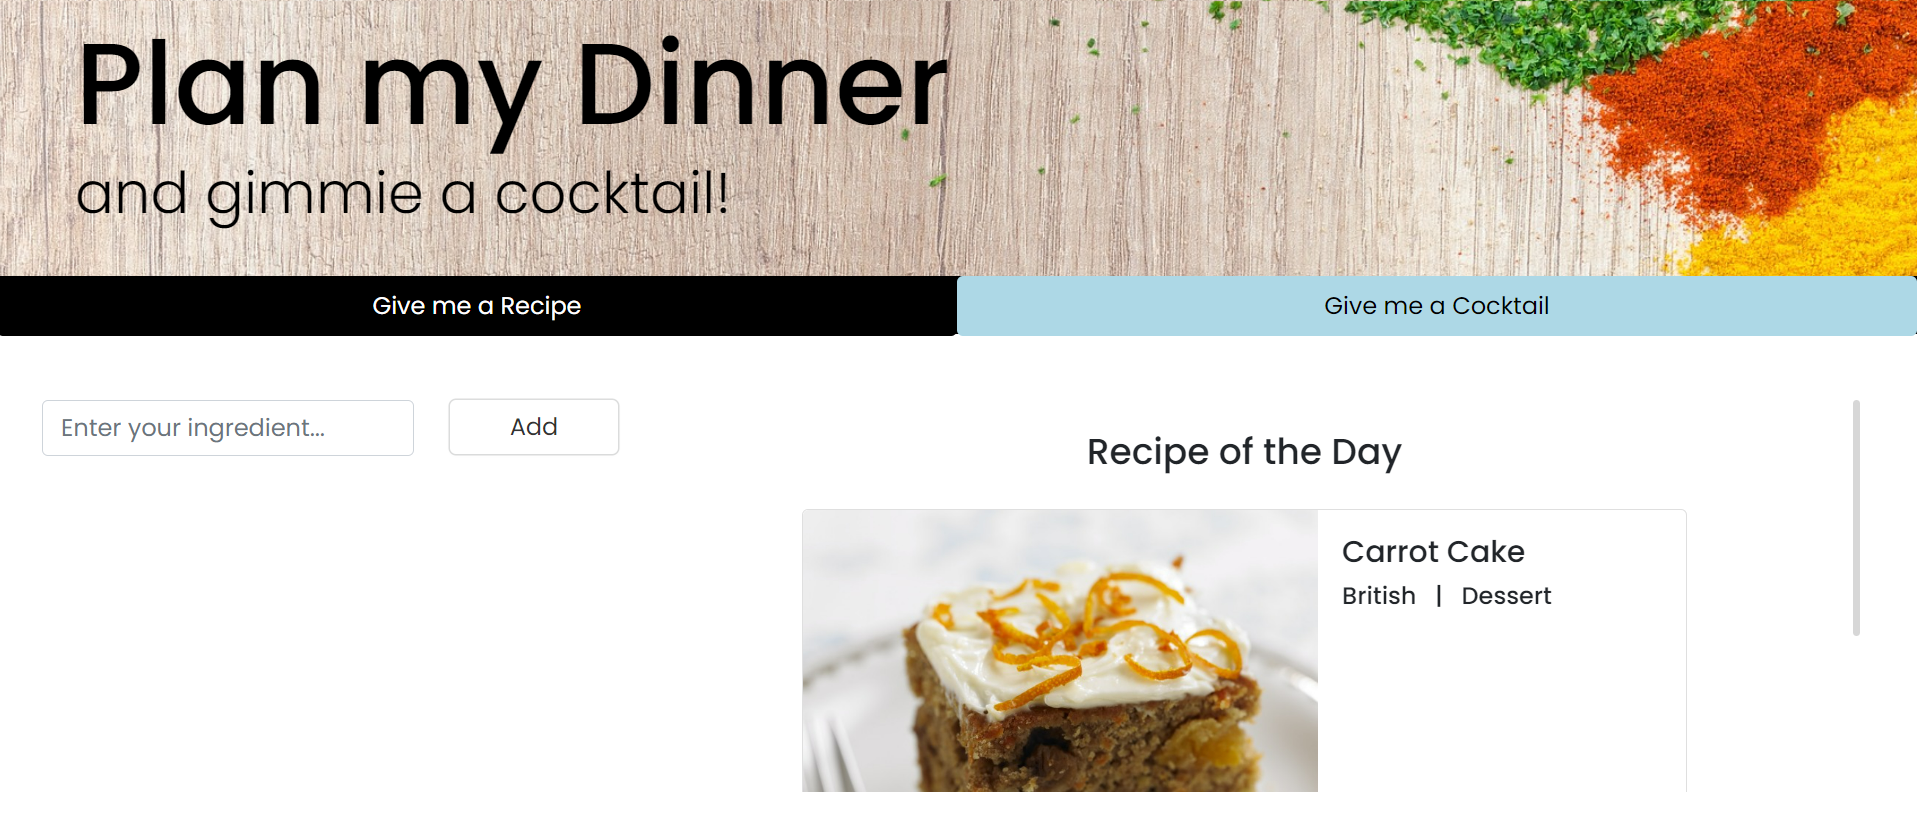 Plan my Dinner
and gimmie a cocktail!
Give me a Recipe
Give me a Cocktail
Enter your ingredient...
Add
Recipe of the Day
Carrot Cake
British | Dessert